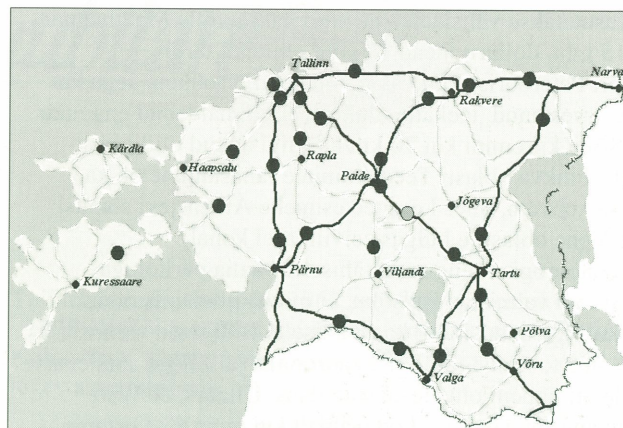 Tallinn
Narva
Rakvere
Kärdla
Haapsalu
Rapla
Paide
Jõgeva
Kuressaare
Pärnu
Viljandi
Tartu
Põlva
Valga
Võru